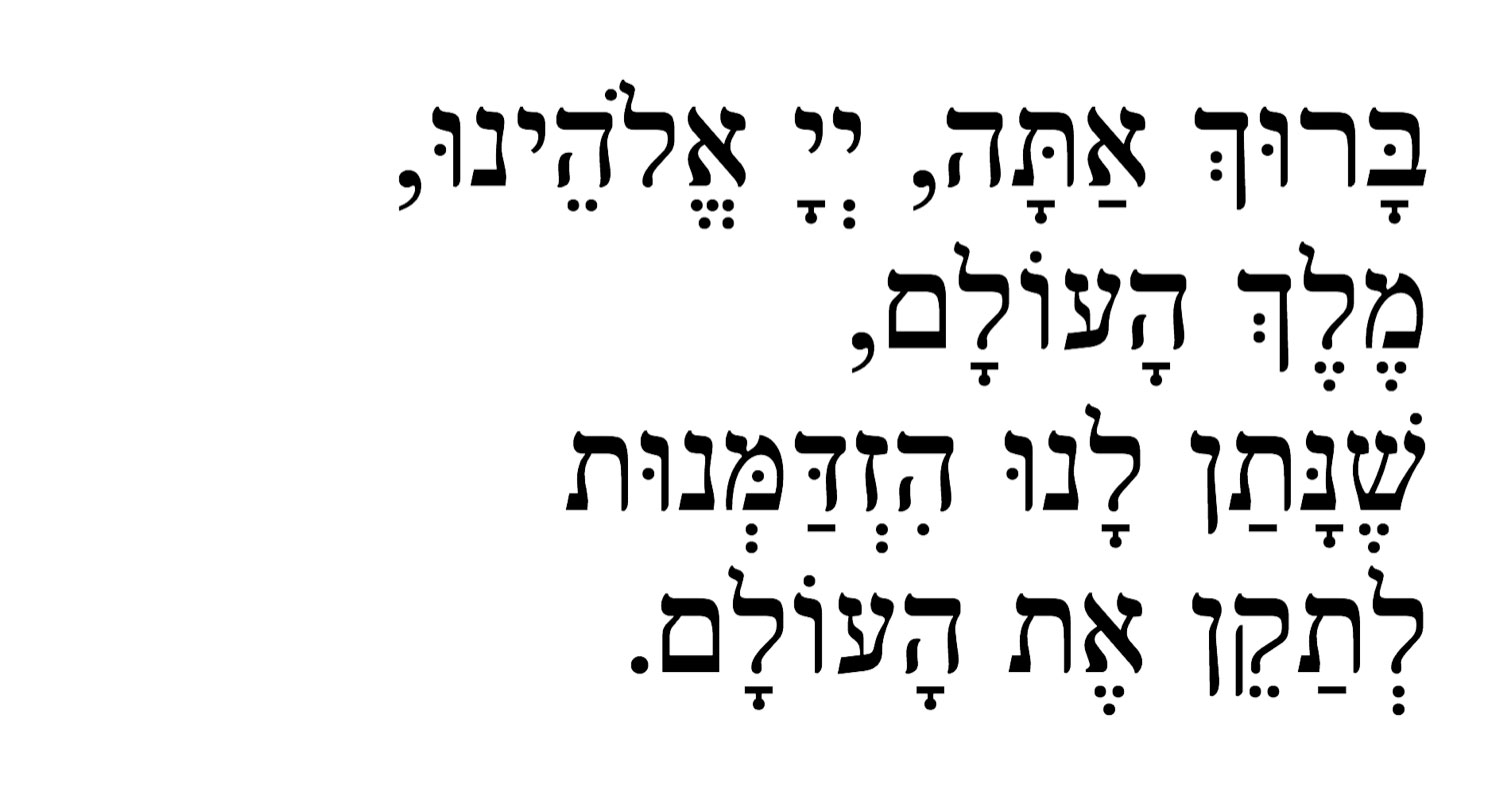 בָּרוּךְ אַתָּה, יְיָ אֱלֹהֵינוּ,
מֶלֶךְ הָעוֹלָם,
שֶׁנָּתַן לָנוּ הִזְדַּמְּנוּת
לְתַקֵן אֶת הָעוֹלָם.